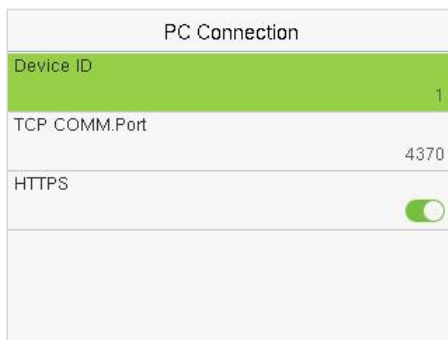 PC Connection
Device ID
1
TCP COMM.Port
4370
HTTPS